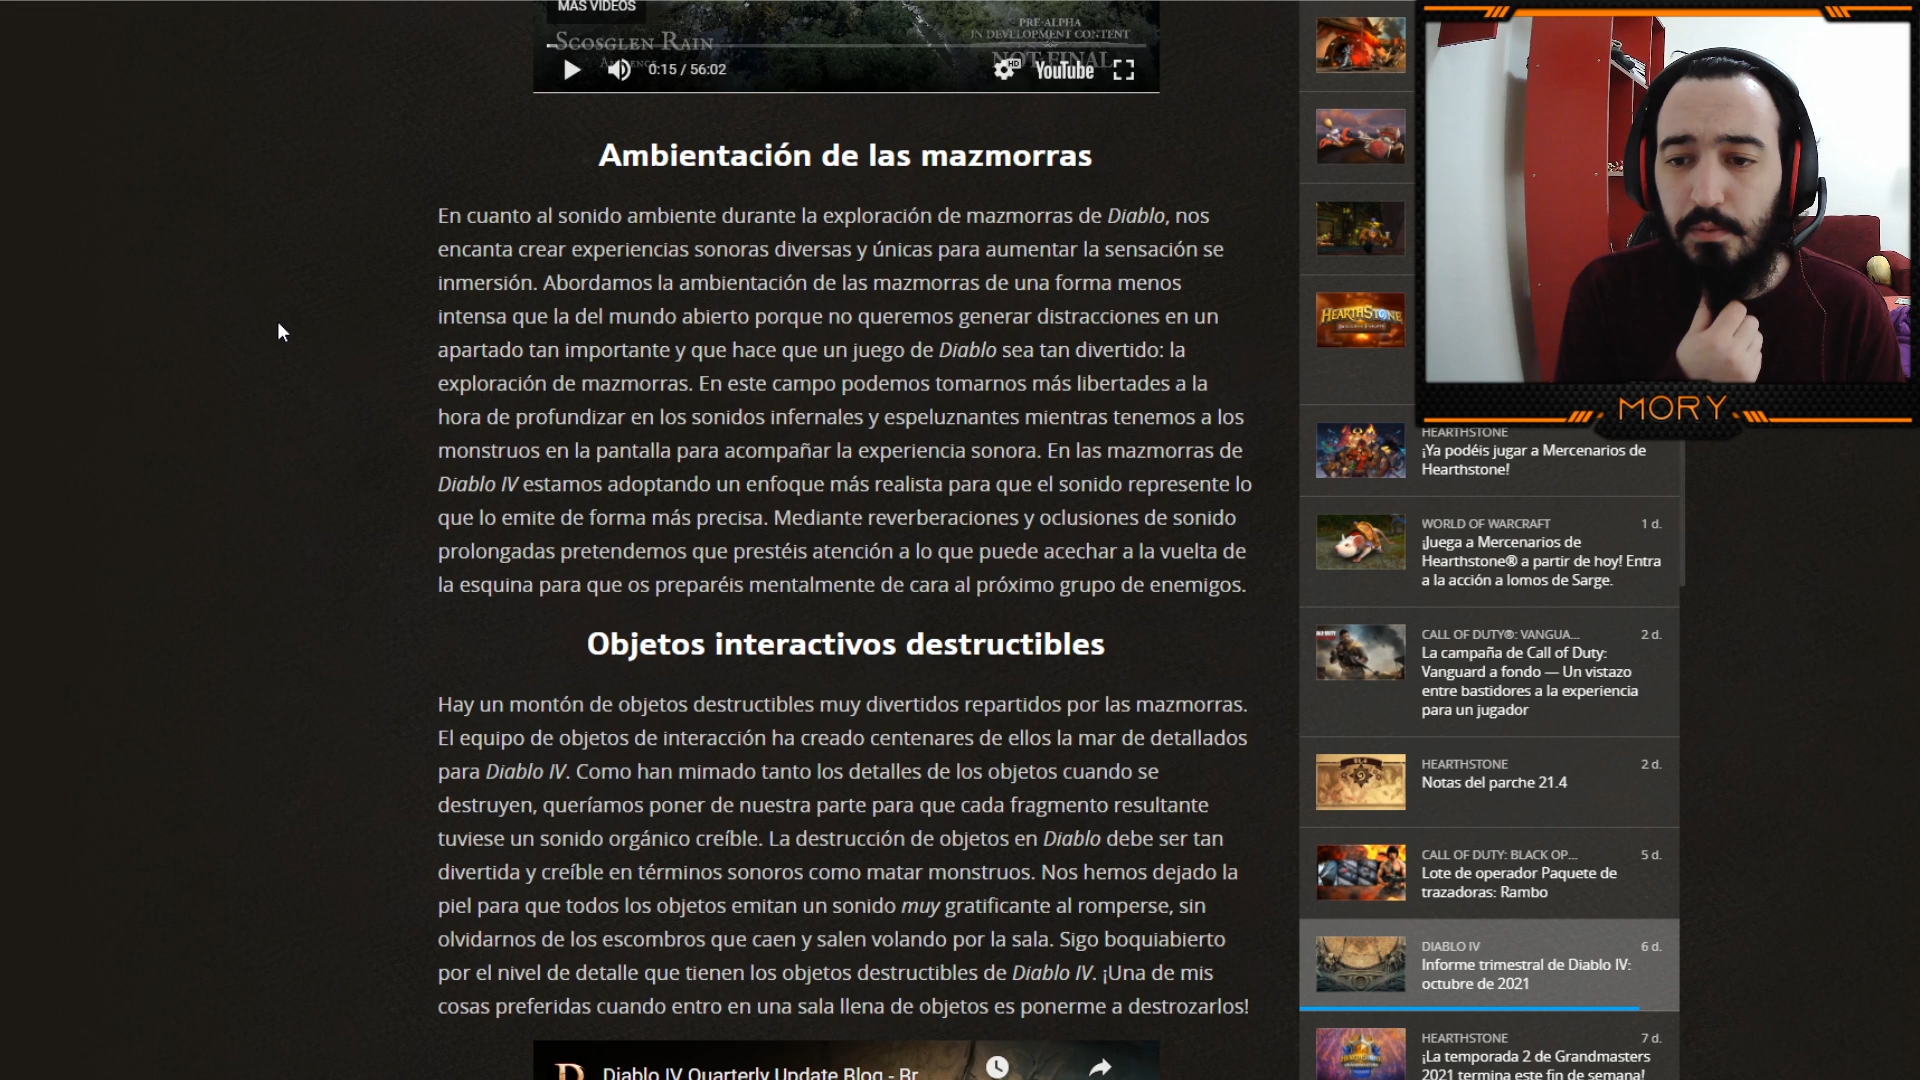 MÁS VÍDEOS
PRE-ALPHA
IN DEVELOPMENT CONTENT
NOT FINAL
SCOSGLEN RAIN
AMBIENCE
0:15 / 56:02
HD
YouTube
Ambientación de las mazmorras
En cuanto al sonido ambiente durante la exploración de mazmorras de Diablo, nos
encanta crear experiencias sonoras diversas y únicas para aumentar la sensación se
inmersión. Abordamos la ambientación de las mazmorras de una forma menos
intensa que la del mundo abierto porque no queremos generar distracciones en un
apartado tan importante y que hace que un juego de Diablo sea tan divertido: la
exploración de mazmorras. En este campo podemos tomarnos más libertades a la
hora de profundizar en los sonidos infernales y espeluznantes mientras tenemos a los
monstruos en la pantalla para acompañar la experiencia sonora. En las mazmorras de
Diablo IV estamos adoptando un enfoque más realista para que el sonido represente lo
que lo emite de forma más precisa. Mediante reverberaciones y oclusiones de sonido
prolongadas pretendemos que prestéis atención a lo que puede acechar a la vuelta de
la esquina para que os preparéis mentalmente de cara al próximo grupo de enemigos.
Objetos interactivos destructibles
Hay un montón de objetos destructibles muy divertidos repartidos por las mazmorras.
El equipo de objetos de interacción ha creado centenares de ellos la mar de detallados
para Diablo IV. Como han mimado tanto los detalles de los objetos cuando se
destruyen, queríamos poner de nuestra parte para que cada fragmento resultante
tuviese un sonido orgánico creíble. La destrucción de objetos en Diablo debe ser tan
divertida y creíble en términos sonoros como matar monstruos. Nos hemos dejado la
piel para que todos los objetos emitan un sonido muy gratificante al romperse, sin
olvidarnos de los escombros que caen y salen volando por la sala. Sigo boquiabierto
por el nivel de detalle que tienen los objetos destructibles de Diablo IV. ¡Una de mis
cosas preferidas cuando entro en una sala llena de objetos es ponerme a destrozarlos!
Diablo IV Quarterly Update Blog - Br
MORY
HEARTHSTONE
HEARTHSTONE
¡Ya podéis jugar a Mercenarios de
Hearthstone!
WORLD OF WARCRAFT 1 d.
¡Juega a Mercenarios de
Hearthstone® a partir de hoy! Entra
a la acción a lomos de Sarge.
CALL OF DUTY®: VANGUA... 2 d.
La campaña de Call of Duty:
Vanguard a fondo — Un vistazo
entre bastidores a la experiencia
para un jugador
HEARTHSTONE 2 d.
Notas del parche 21.4
21.4
CALL OF DUTY: BLACK OP... 5 d.
Lote de operador Paquete de
trazadoras: Rambo
DIABLO IV 6 d.
Informe trimestral de Diablo IV:
octubre de 2021
HEARTHSTONE 7 d.
¡La temporada 2 de Grandmasters
2021 termina este fin de semana!